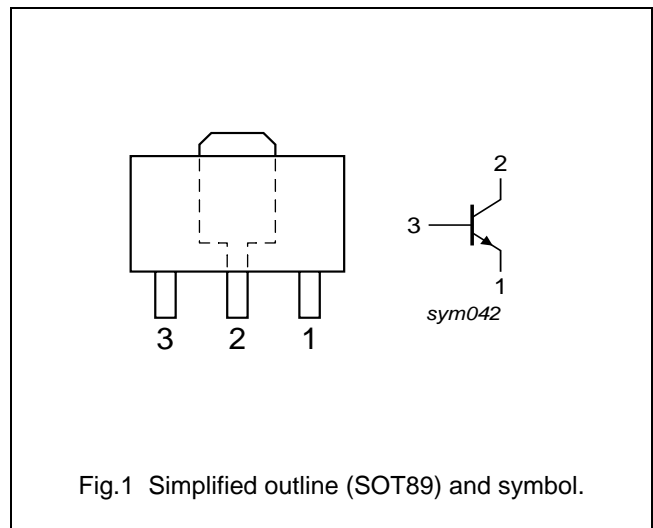 2
3
1
sym042
3 2 1
Fig.1 Simplified outline (SOT89) and symbol.